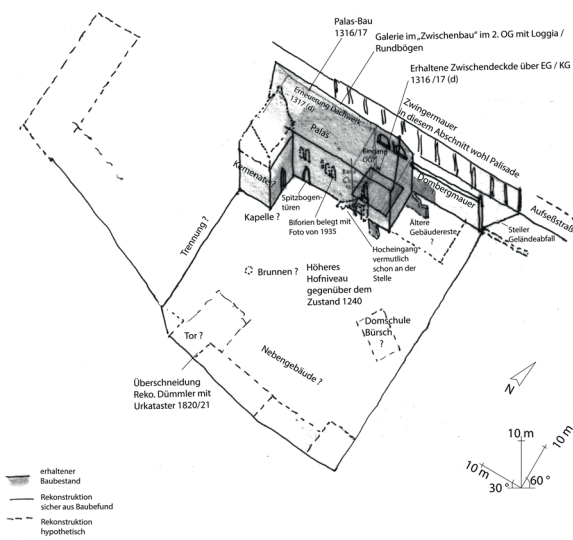 Palas-Bau
1316/17
Galerie im „Zwischenbau" im 2. OG mit Loggia /
Rundbögen
Erhaltene Zwischendeckde über EG / KG
1316 /17 (d)
Zwingermauer
in diesem Abschnitt wohl Palisade
Erneuerung Dachwerk
1317 (d)
Palas
Eingang
OG?
Kemenate ?
Dombergmauer
Aufseßstraß
Steiler
Geländeabfall
Spitzbogen-
türen
Kapelle ?
Biforien belegt mit
Foto von 1935
Ältere
Gebäudereste
?
Hocheingang
vermutlich
schon an der
Stelle
Trennung ?
Brunnen ?
Höheres
Hofniveau
gegenüber dem
Zustand 1240
Domschule
Bürsch
?
Tor ?
Nebengebäude ?
Überschneidung
Reko. Dümmler mit
Urkataster 1820/21
N
10 m
10 m
10 m
30 °
60 °
erhaltener
Baubestand
Rekonstruktion
sicher aus Baubefund
Rekonstruktion
hypothetisch